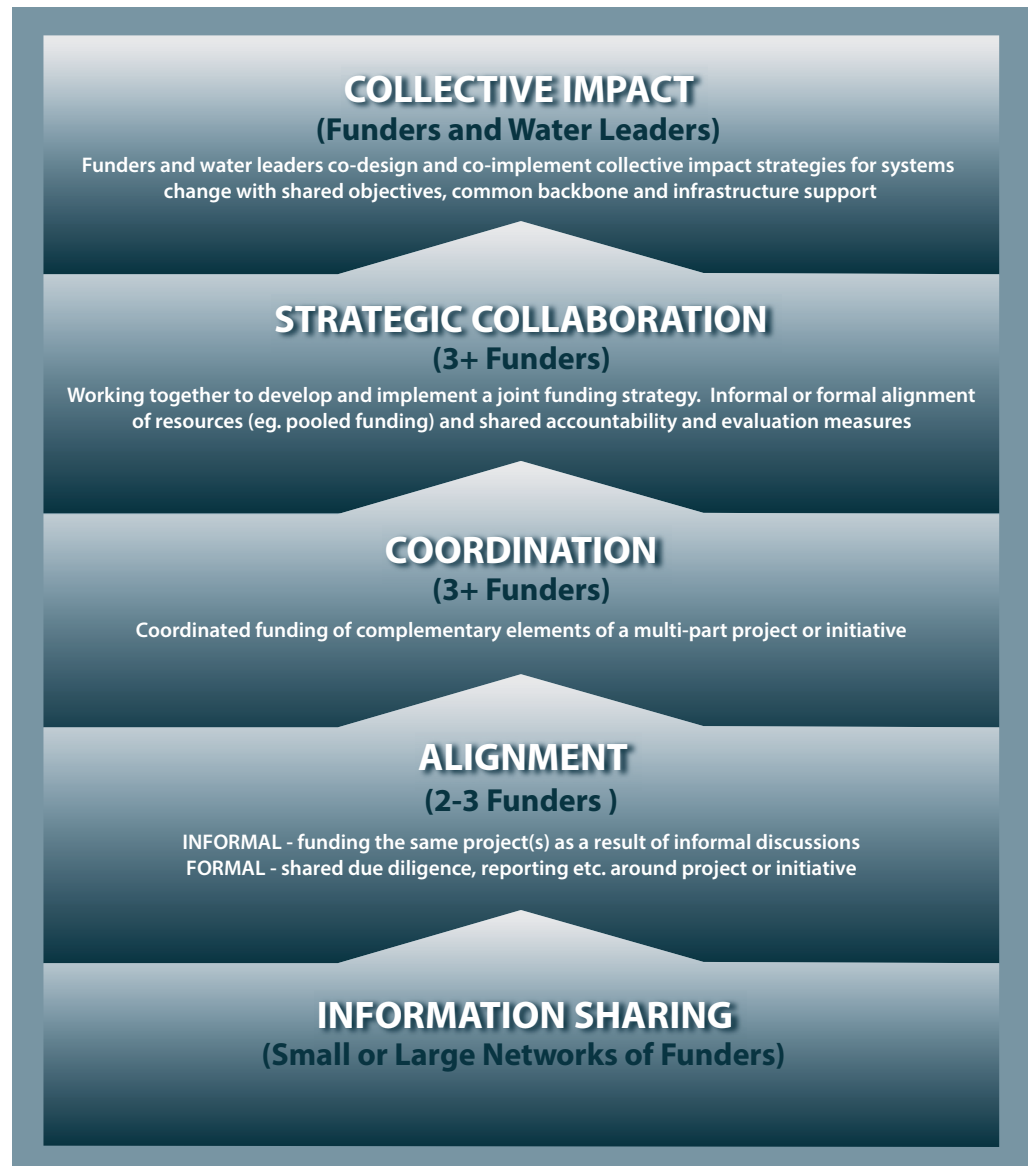 COLLECTIVE IMPACT
(Funders and Water Leaders)
Funders and water leaders co-design and co-implement collective impact strategies for systems
change with shared objectives, common backbone and infrastructure support
STRATEGIC COLLABORATION
(3+ Funders)
Working together to develop and implement a joint funding strategy.  Informal or formal alignment
of resources (eg. pooled funding) and shared accountability and evaluation measures
COORDINATION
(3+ Funders)
Coordinated funding of complementary elements of a multi-part project or initiative
ALIGNMENT
(2-3 Funders )
INFORMAL - funding the same project(s) as a result of informal discussions
FORMAL - shared due diligence, reporting etc. around project or initiative
INFORMATION SHARING
(Small or Large Networks of Funders)